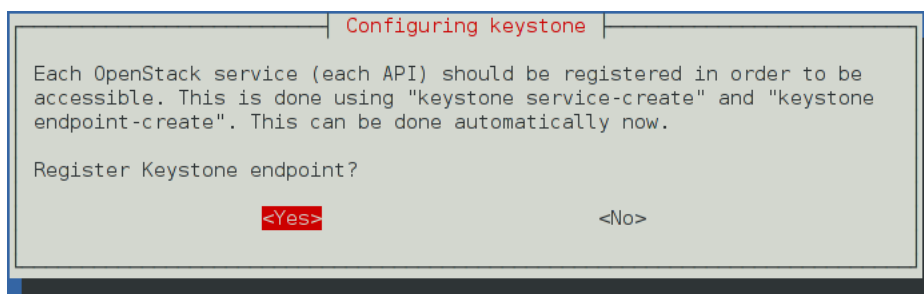 Configuring keystone
Each OpenStack service (each API) should be registered in order to be
accessible. This is done using "keystone service-create" and "keystone
endpoint-create". This can be done automatically now.
Register Keystone endpoint?
<Yes> <No>